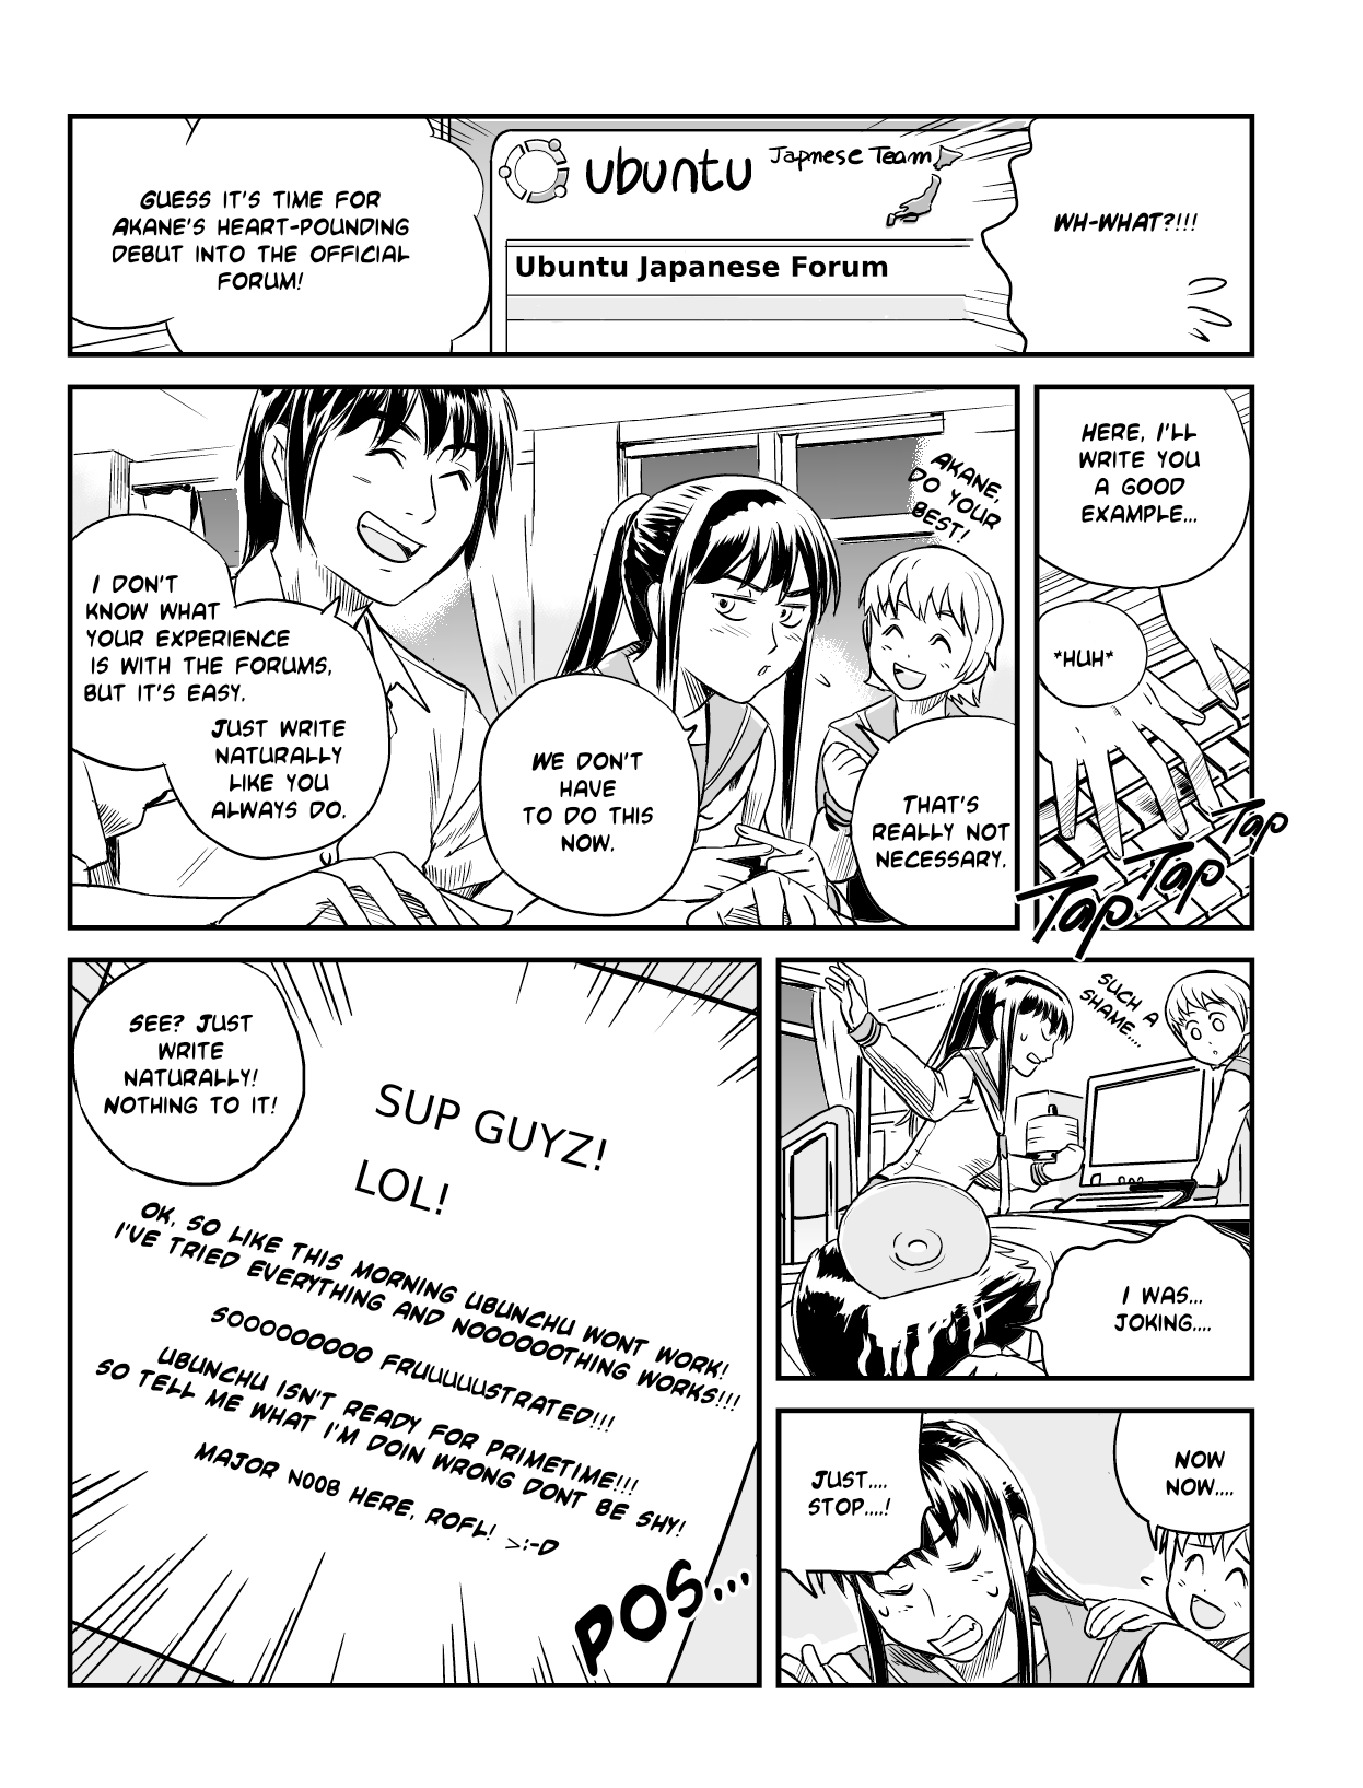 GUESS IT'S TIME FOR
AKANE'S HEART-POUNDING
DEBUT INTO THE OFFICIAL
FORUM!
ubuntu Japnese Team
Ubuntu Japanese Forum
WH-WHAT?!!!
I DON'T
KNOW WHAT
YOUR EXPERIENCE
IS WITH THE FORUMS,
BUT IT'S EASY.
JUST WRITE
NATURALLY
LIKE YOU
ALWAYS DO.
WE DON'T
HAVE
TO DO THIS
NOW.
AKANE,
DO YOUR
BEST!
THAT'S
REALLY NOT
NECESSARY.
HERE, I'LL
WRITE YOU
A GOOD
EXAMPLE...
*HUH*
Tap
Tap
Tap
SEE? JUST
WRITE
NATURALLY!
NOTHING TO IT!
SUP GUYZ!
LOL!
OK, SO LIKE THIS MORNING UBUNCHU WONT WORK!
I'VE TRIED EVERYTHING AND NOOOOOOTHING WORKS!!!
SOOOOOOOOO FRUUUUUSTRATED!!!
UBUNCHU ISN'T READY FOR PRIMETIME!!!
SO TELL ME WHAT I'M DOIN WRONG DONT BE SHY!
MAJOR N00B HERE, ROFL! >:-D
POS...
SUCH A
SHAME....
I WAS...
JOKING....
JUST....
STOP....!
NOW
NOW....